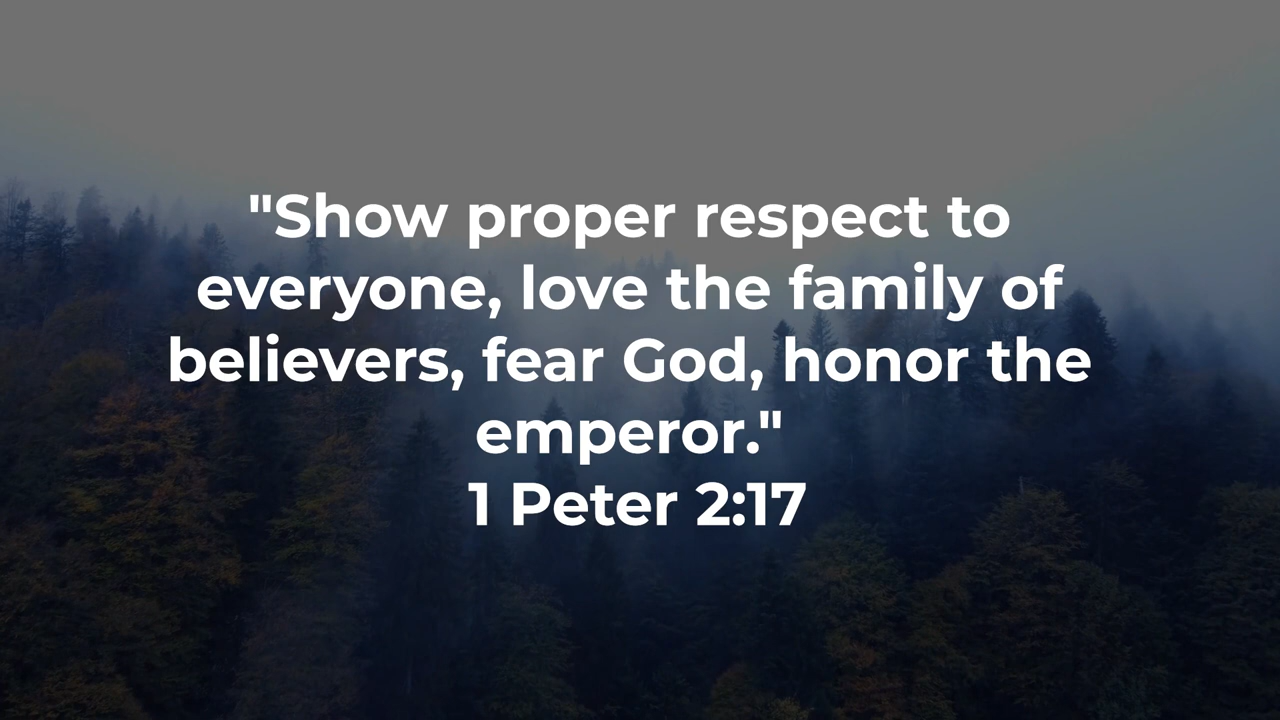 "Show proper respect to
everyone, love the family of
believers, fear God, honor the
emperor."
1 Peter 2:17